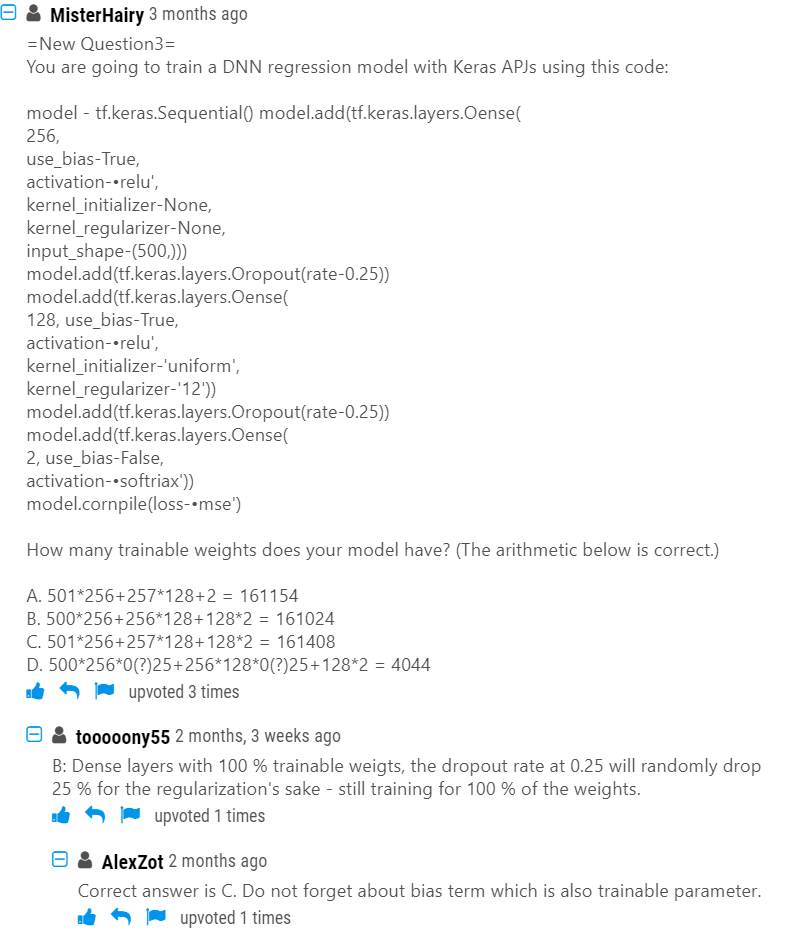 MisterHairy 3 months ago
=New Question3=
You are going to train a DNN regression model with Keras APJs using this code:
model - tf.keras.Sequential() model.add(tf.keras.layers.Oense(
256,
use_bias-True,
activation-•relu',
kernel_initializer-None,
kernel_regularizer-None,
input_shape-(500,)))
model.add(tf.keras.layers.Oropout(rate-0.25))
model.add(tf.keras.layers.Oense(
128, use_bias-True,
activation-•relu',
kernel_initializer-'uniform',
kernel_regularizer-'12'))
model.add(tf.keras.layers.Oropout(rate-0.25))
model.add(tf.keras.layers.Oense(
2, use_bias-False,
activation-•softriax'))
model.cornpile(loss-•mse')
How many trainable weights does your model have? (The arithmetic below is correct.)
A. 501*256+257*128+2 = 161154
B. 500*256+256*128+128*2 = 161024
C. 501*256+257*128+128*2 = 161408
D. 500*256*0(?)25+256*128*0(?)25+128*2 = 4044
upvoted 3 times
tooooony55 2 months, 3 weeks ago
B: Dense layers with 100 % trainable weigts, the dropout rate at 0.25 will randomly drop
25 % for the regularization's sake - still training for 100 % of the weights.
upvoted 1 times
AlexZot 2 months ago
Correct answer is C. Do not forget about bias term which is also trainable parameter.
upvoted 1 times